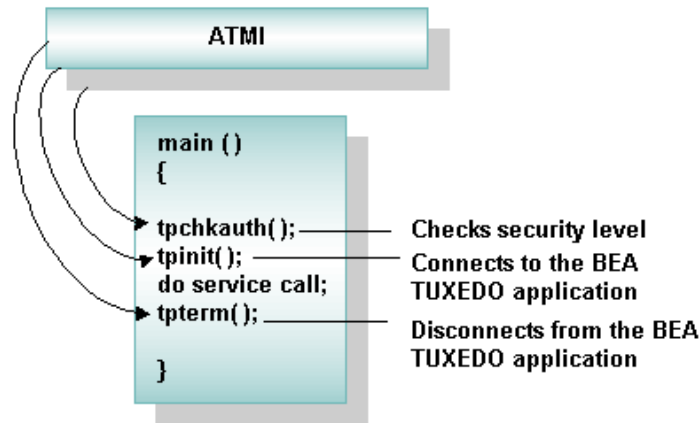 ATMI
main ()
{
tpchkauth();
Checks security level
tpinit();
Connects to the BEA
TUXEDO application
do service call;
tpterm();
Disconnects from the BEA
TUXEDO application
}